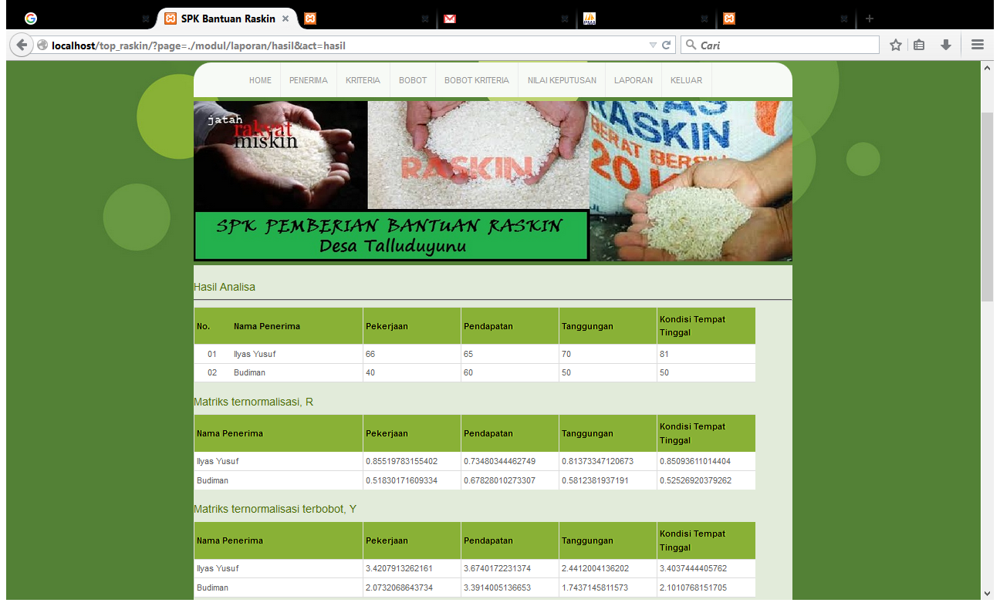 SPK Bantuan Raskin
localhost/top_raskin/?page=./modul/laporan/hasil&act=hasil
Cari
HOME PENERIMA KRITERIA BOBOT BOBOT KRITERIA NILAI KEPUTUSAN LAPORAN KELUAR
jatah
rakyat
miskin
RASKIN
RASKIN
BERAT
20
SPK PEMBERIAN BANTUAN RASKIN
Desa Talluduyunu
Hasil Analisa
No. Nama Penerima Pekerjaan Pendapatan Tanggungan Kondisi Tempat Tinggal
01 Ilyas Yusuf 66 65 70 81
02 Budiman 40 60 50 50
Matriks ternormalisasi, R
Nama Penerima Pekerjaan Pendapatan Tanggungan Kondisi Tempat Tinggal
Ilyas Yusuf 0.85519783155402 0.73480344462749 0.81373347120673 0.85093611014404
Budiman 0.51830171609334 0.67828010273307 0.5812381937191 0.52526920379262
Matriks ternormalisasi terbobot, Y
Nama Penerima Pekerjaan Pendapatan Tanggungan Kondisi Tempat Tinggal
Ilyas Yusuf 3.4207913262161 3.6740172231374 2.4412004136202 3.4037444405762
Budiman 2.0732068643734 3.3914005136653 1.7437145811573 2.1010768151705